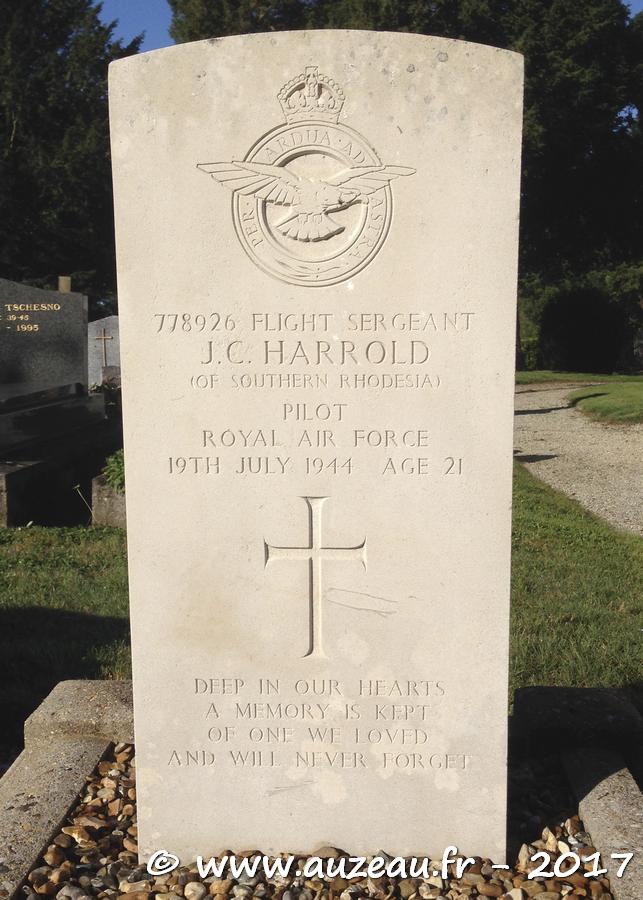 PER · ARDUA · AD · ASTRA
778926 FLIGHT SERGEANT
J.C. HARROLD
(OF SOUTHERN RHODESIA)
PILOT
ROYAL AIR FORCE
19TH JULY 1944 AGE 21
DEEP IN OUR HEARTS
A MEMORY IS KEPT
OF ONE WE LOVED
AND WILL NEVER FORGET
TSCHESNO
39-45
- 1995
© - www.auzeau.fr - 2017